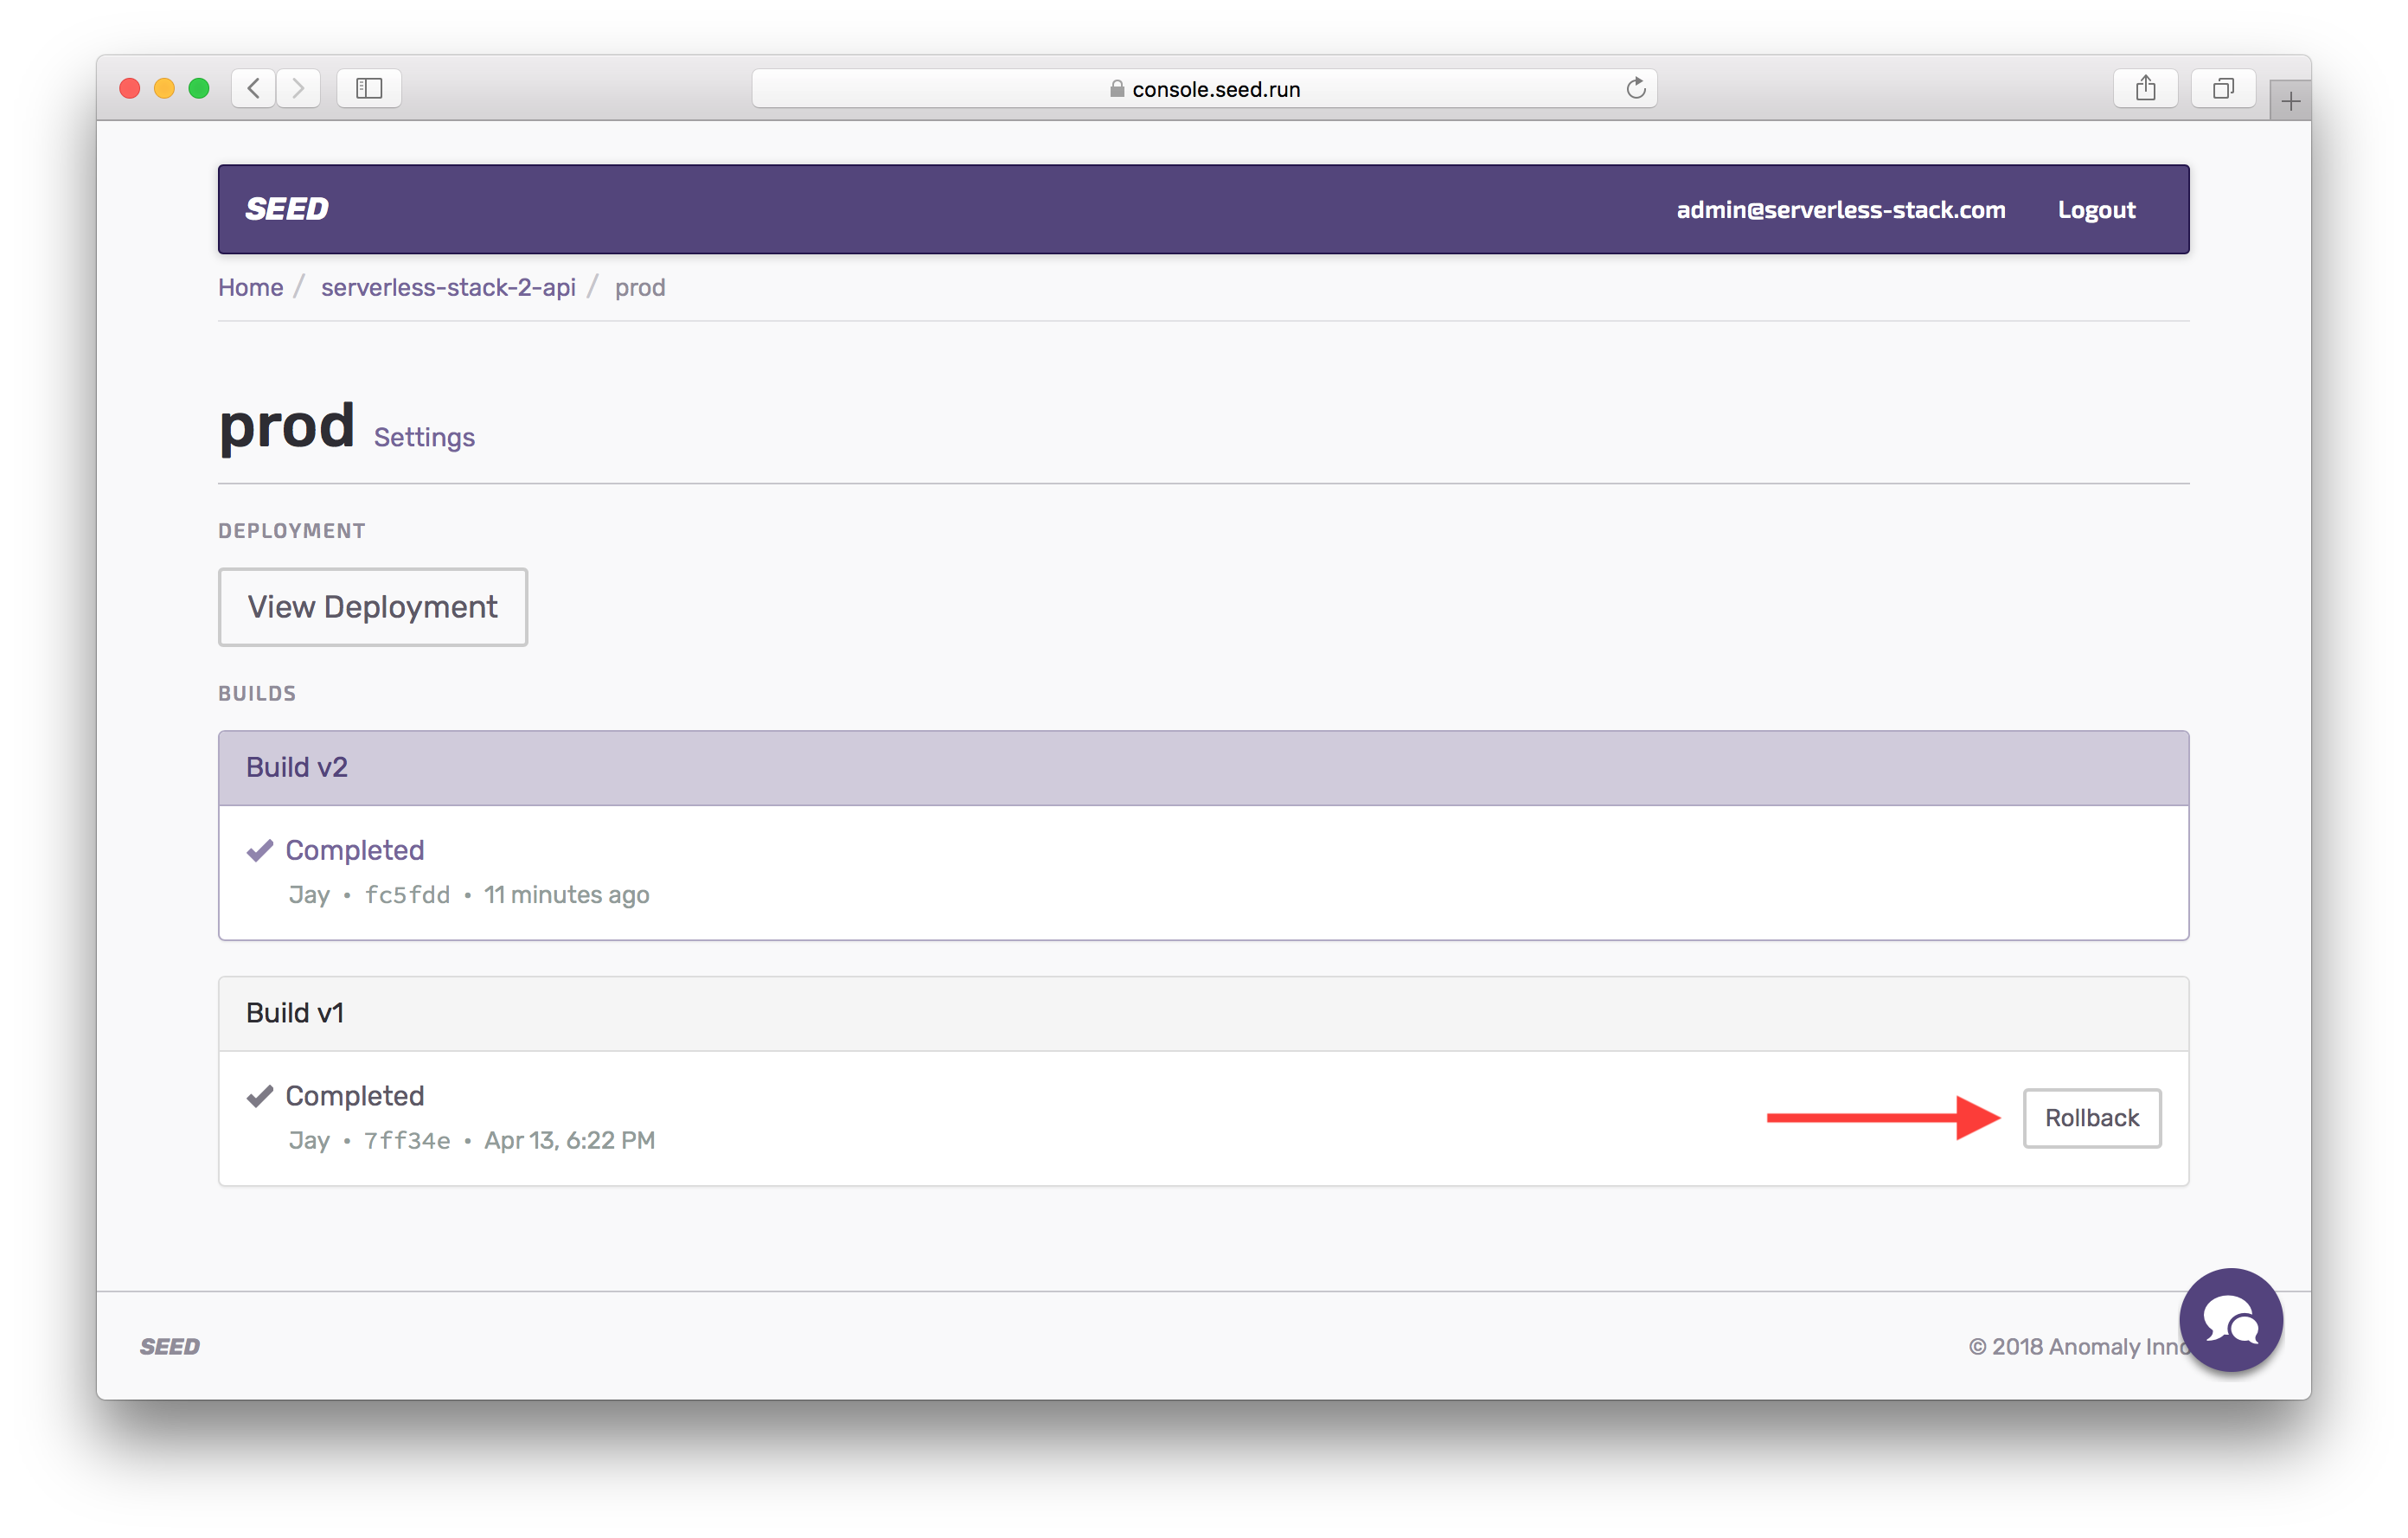 console.seed.run
SEED admin@serverless-stack.com Logout
Home / serverless-stack-2-api / prod
prod Settings
DEPLOYMENT
View Deployment
BUILDS
Build v2
Completed
Jay • fc5fdd • 11 minutes ago
Build v1
Completed
Jay • 7ff34e • Apr 13, 6:22 PM
Rollback
SEED © 2018 Anomaly